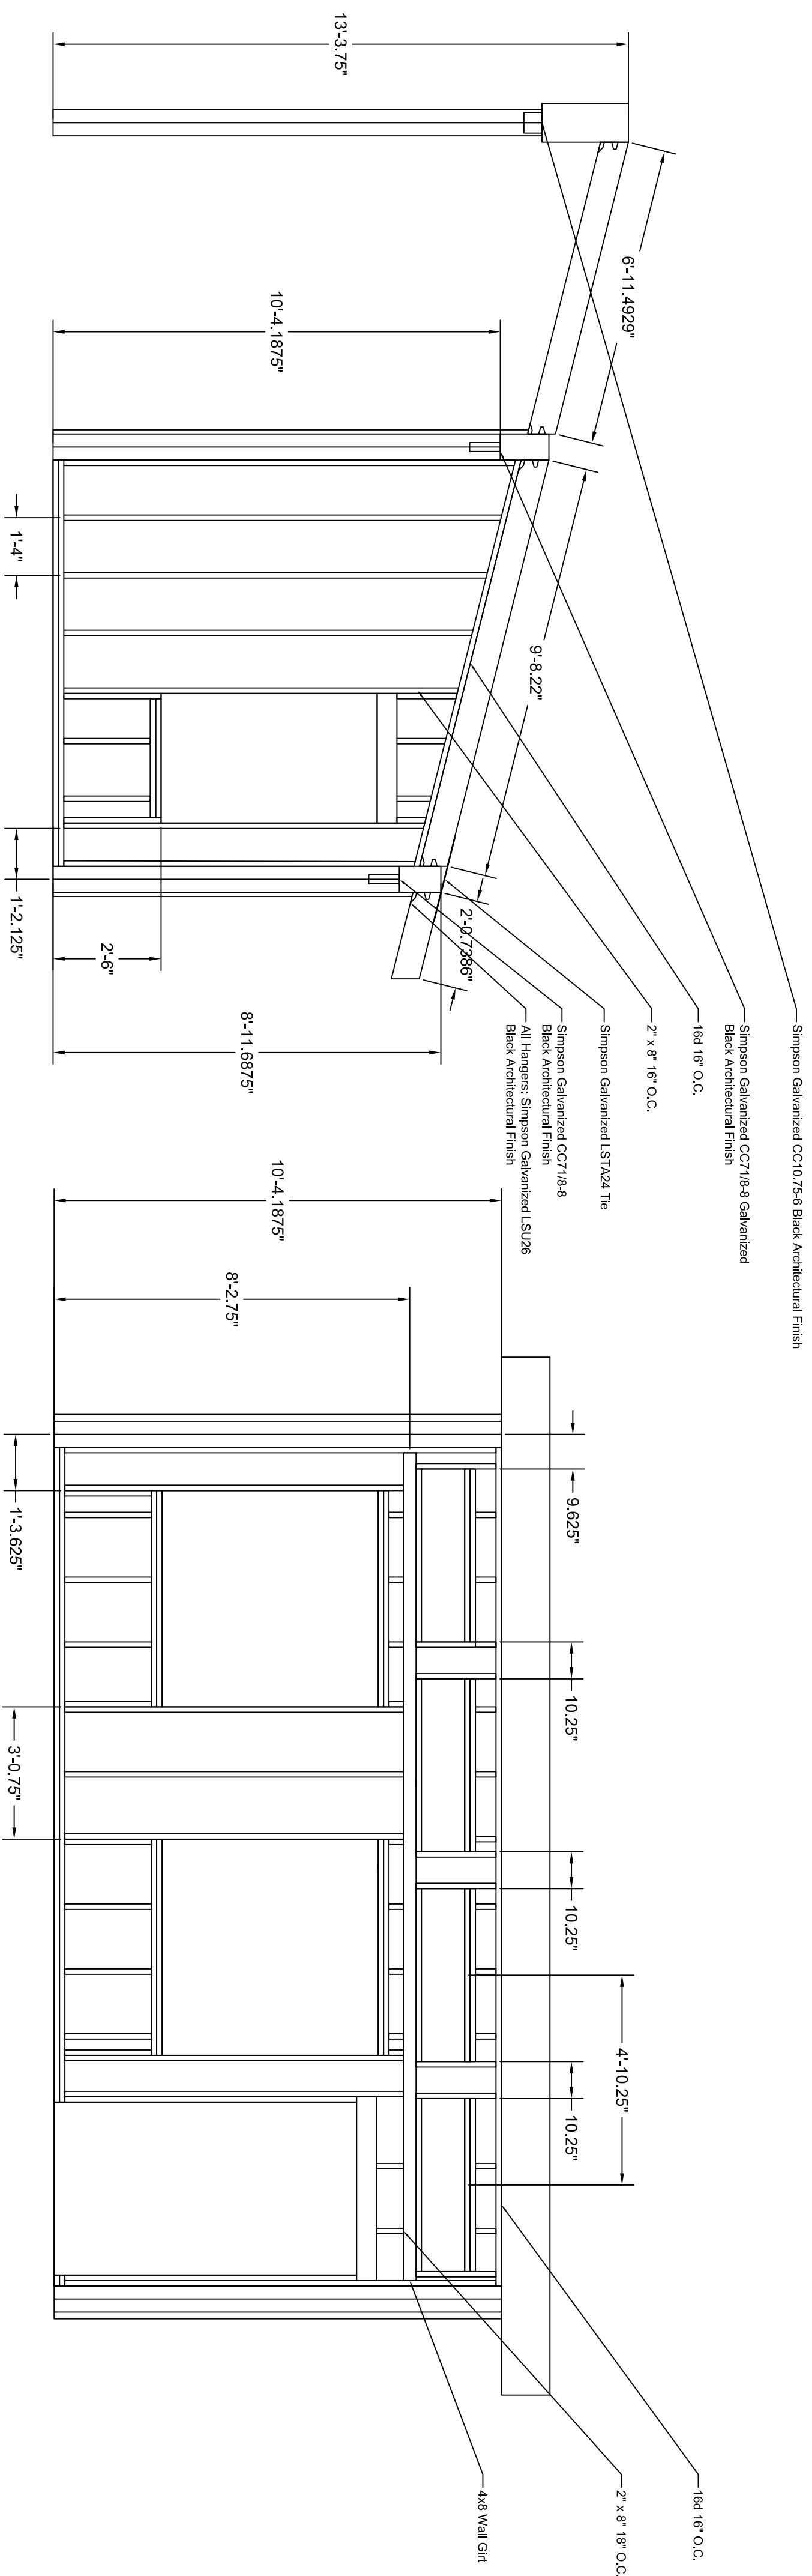 Simpson Galvanized CC10.75-6 Black Architectural Finish
16d 16" O.C.
Simpson Galvanized CC71/8-8 Galvanized
Black Architectural Finish
2" x 8" 18" O.C.
16d 16" O.C.
2" x 8" 16" O.C.
Simpson Galvanized LSTA24 Tie
Simpson Galvanized CC71/8-8
Black Architectural Finish
4x8 Wall Girt
All Hangers: Simpson Galvanized LSU26
Black Architectural Finish
13'-3.75"
6'-11.4929"
10'-4.1875"
9'-8.22"
2'-0.7386"
1'-4"
1'-2.125"
2'-6"
8'-11.6875"
10'-4.1875"
8'-2.75"
9.625"
10.25"
10.25"
4'-10.25"
10.25"
1'-3.625"
3'-0.75"